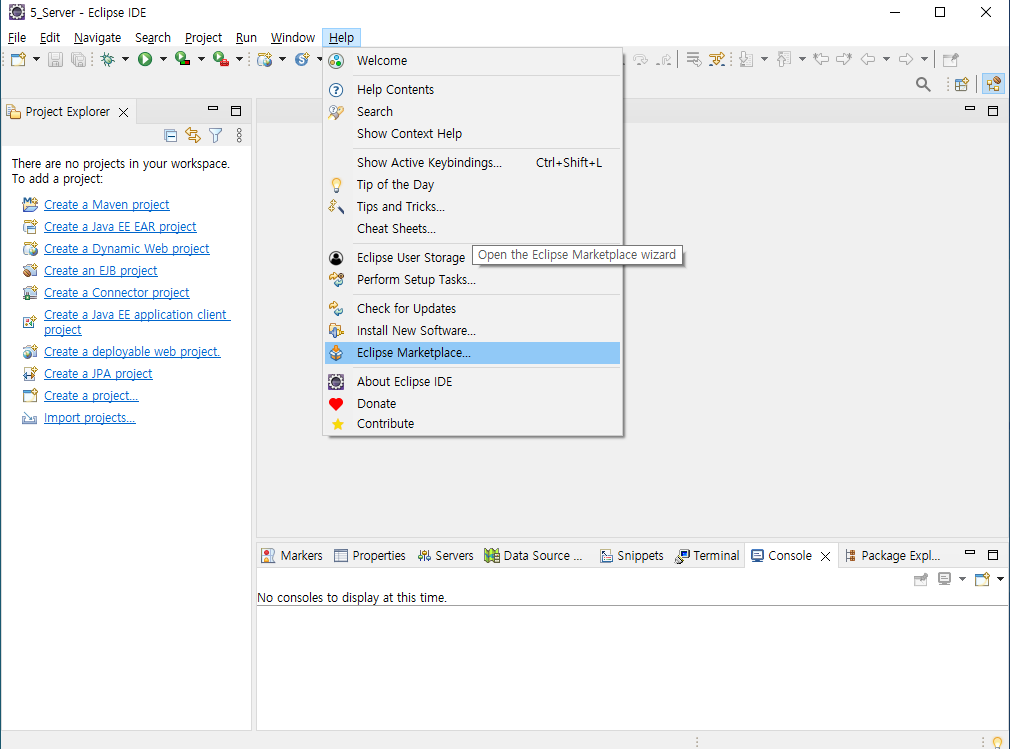 5_Server - Eclipse IDE
File Edit Navigate Search Project Run Window Help
Project Explorer
There are no projects in your workspace.
To add a project:
Create a Maven project
Create a Java EE EAR project
Create a Dynamic Web project
Create an EJB project
Create a Connector project
Create a Java EE application client
project
Create a deployable web project.
Create a JPA project
Create a project...
Import projects...
Welcome
Help Contents
Search
Show Context Help
Show Active Keybindings... Ctrl+Shift+L
Tip of the Day
Tips and Tricks...
Cheat Sheets...
Eclipse User Storage
Open the Eclipse Marketplace wizard
Perform Setup Tasks...
Check for Updates
Install New Software...
Eclipse Marketplace...
About Eclipse IDE
Donate
Contribute
Markers Properties Servers Data Source ... Snippets Terminal Console Package Expl...
No consoles to display at this time.